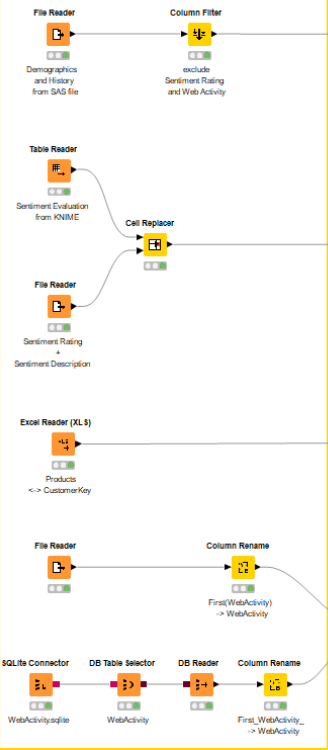 File Reader
Column Filter
Demographics
and History
from SAS file
exclude
Sentiment Rating
and Web Activity
Table Reader
Sentiment Evaluation
from KNIME
Cell Replacer
File Reader
Sentiment Rating
+
Sentiment Description
Excel Reader (XLS)
Products
<-> CustomerKey
File Reader
Column Rename
First(WebActivity)
-> WebActivity
SQLite Connector
DB Table Selector
DB Reader
Column Rename
WebActivity.sqlite
WebActivity
First_WebActivity_
-> WebActivity